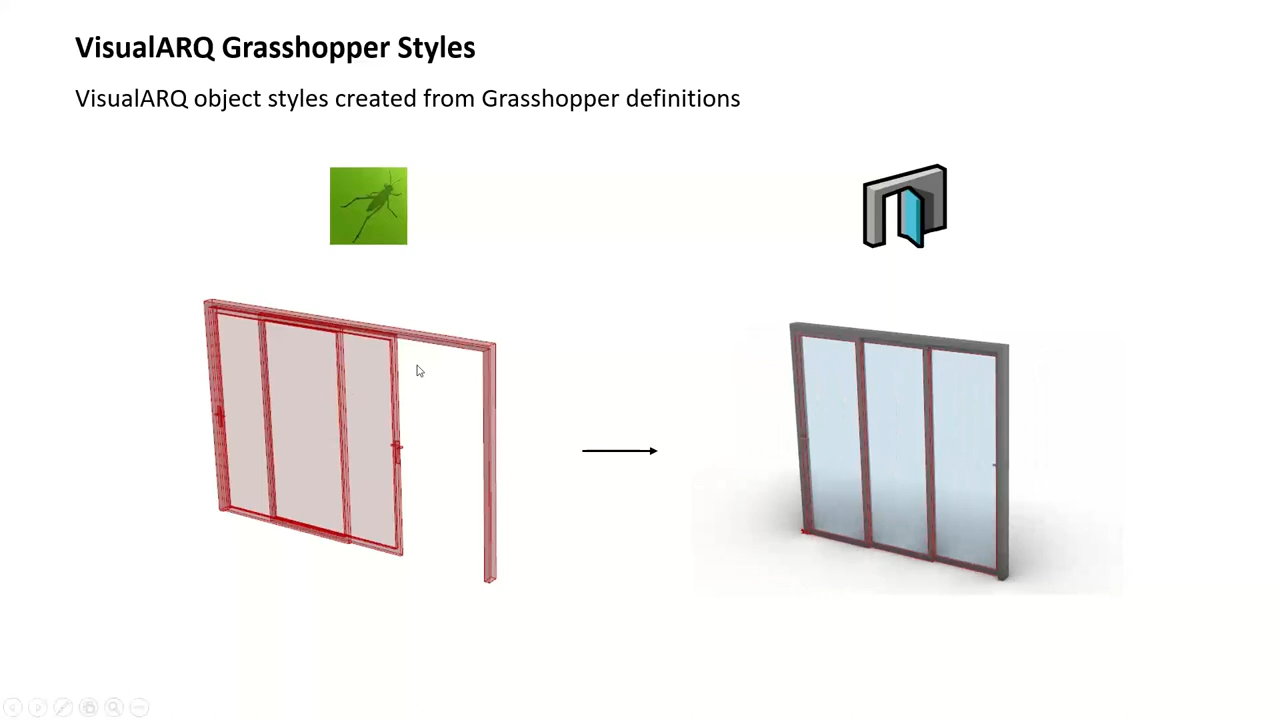 VisualARQ Grasshopper Styles
VisualARQ object styles created from Grasshopper definitions